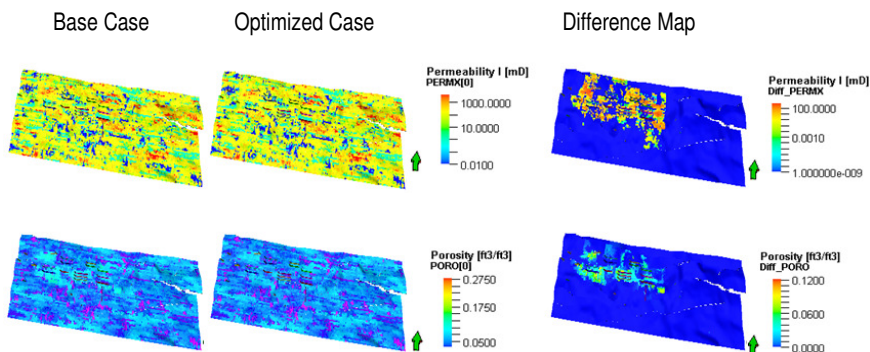 Base Case
Optimized Case
Difference Map
Permeability I [mD]
PERMX[0]
1000.0000
10.0000
0.0100
Permeability I [mD]
Diff_PERMX
100.0000
0.0010
1.000000e-009
Porosity [ft3/ft3]
PORO[0]
0.2750
0.1750
0.0500
Porosity [ft3/ft3]
Diff_PORO
0.1200
0.0600
0.0000